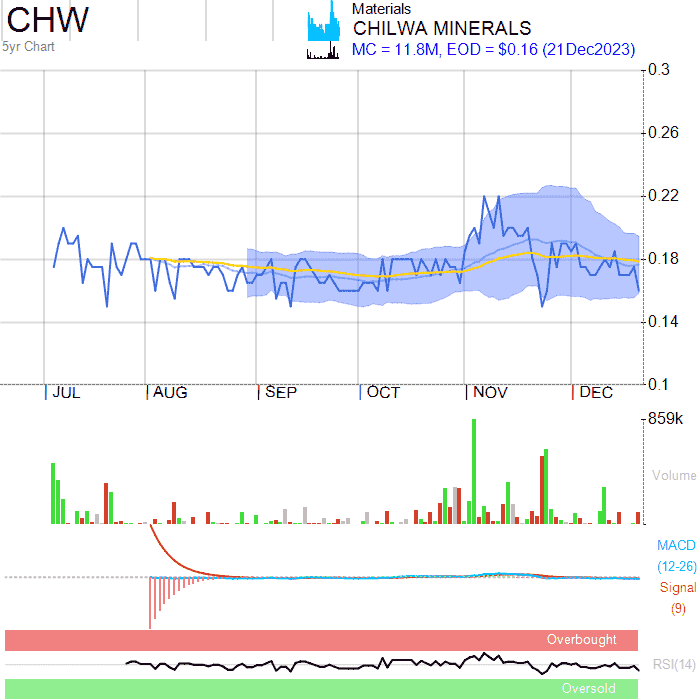 CHW
5yr Chart
Materials
CHILWA MINERALS
MC = 11.8M, EOD = $0.16 (21Dec2023)
0.3
0.26
0.22
0.18
0.14
0.1
JUL AUG SEP OCT NOV DEC
859k
Volume
MACD
(12-26)
Signal
(9)
Overbought
RSI(14)
Oversold